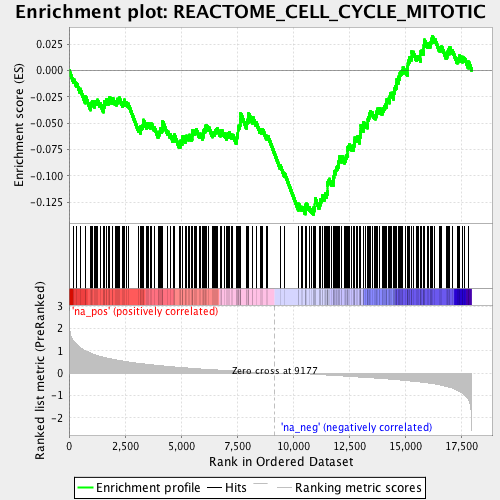 Enrichment plot: REACTOME_CELL_CYCLE_MITOTIC
Enrichment score (ES)
0.025
0.000
-0.025
-0.050
-0.075
-0.100
-0.125
'na_pos' (positively correlated)
Ranked list metric (PreRanked)
3
2
1
0
-1
-2
Zero cross at 9177
'na_neg' (negatively correlated)
0
2,500
5,000
7,500
10,000
12,500
15,000
17,500
Rank in Ordered Dataset
Enrichment profile
Hits
Ranking metric scores